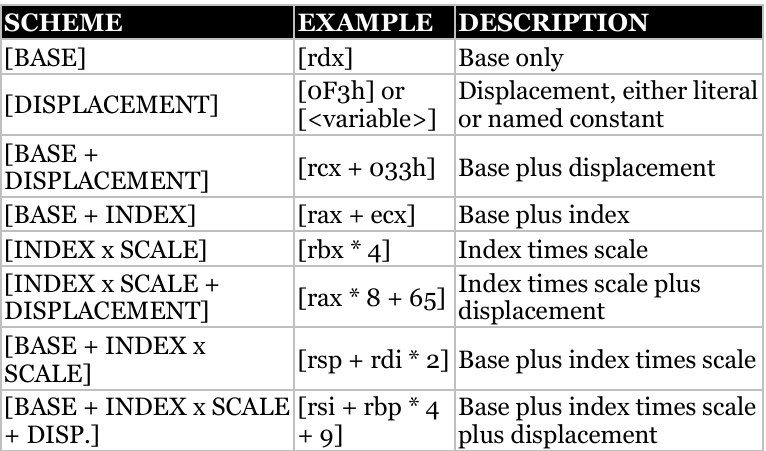 SCHEME EXAMPLE DESCRIPTION
[BASE] [rdx] Base only
[DISPLACEMENT] [0F3h] or [<variable>] Displacement, either literal or named constant
[BASE + DISPLACEMENT] [rcx + 033h] Base plus displacement
[BASE + INDEX] [rax + ecx] Base plus index
[INDEX x SCALE] [rbx * 4] Index times scale
[INDEX x SCALE + DISPLACEMENT] [rax * 8 + 65] Index times scale plus displacement
[BASE + INDEX x SCALE] [rsp + rdi * 2] Base plus index times scale
[BASE + INDEX x SCALE + DISP.] [rsi + rbp * 4 + 9] Base plus index times scale plus displacement